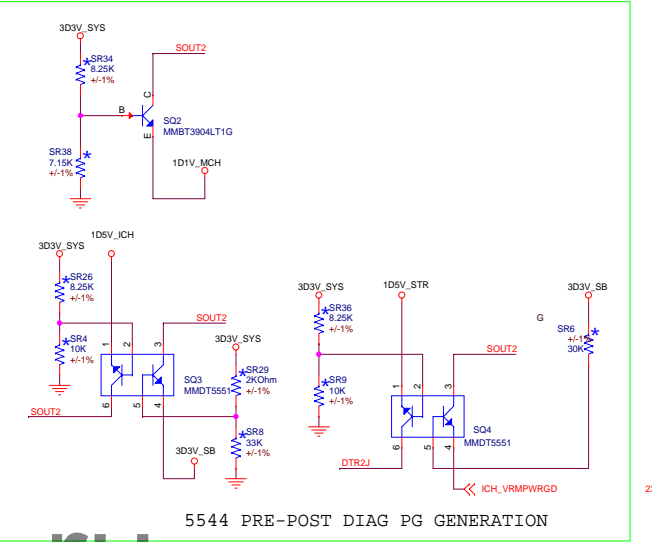 3D3V_SYS
SOUT2
SR34
8.25K
+/-1%
B
C
E
SQ2
MMBT3904LT1G
SR38
7.15K
+/-1%
1D1V_MCH
1D5V_ICH
3D3V_SYS
SR26
8.25K
+/-1%
SR4
10K
+/-1%
1 2 3
SOUT2
3D3V_SYS
SQ3
MMDT5551
SR29
2KOhm
+/-1%
6 5 4
SOUT2
SR8
33K
+/-1%
3D3V_SB
3D3V_SYS
1D5V_STR
3D3V_SB
SR36
8.25K
+/-1%
G
SR6
+/-1%
30K
SOUT2
SR9
10K
+/-1%
1 2 3
SQ4
MMDT5551
6 5 4
DTR2J
ICH_VRMPWRGD
5544 PRE-POST DIAG PG GENERATION